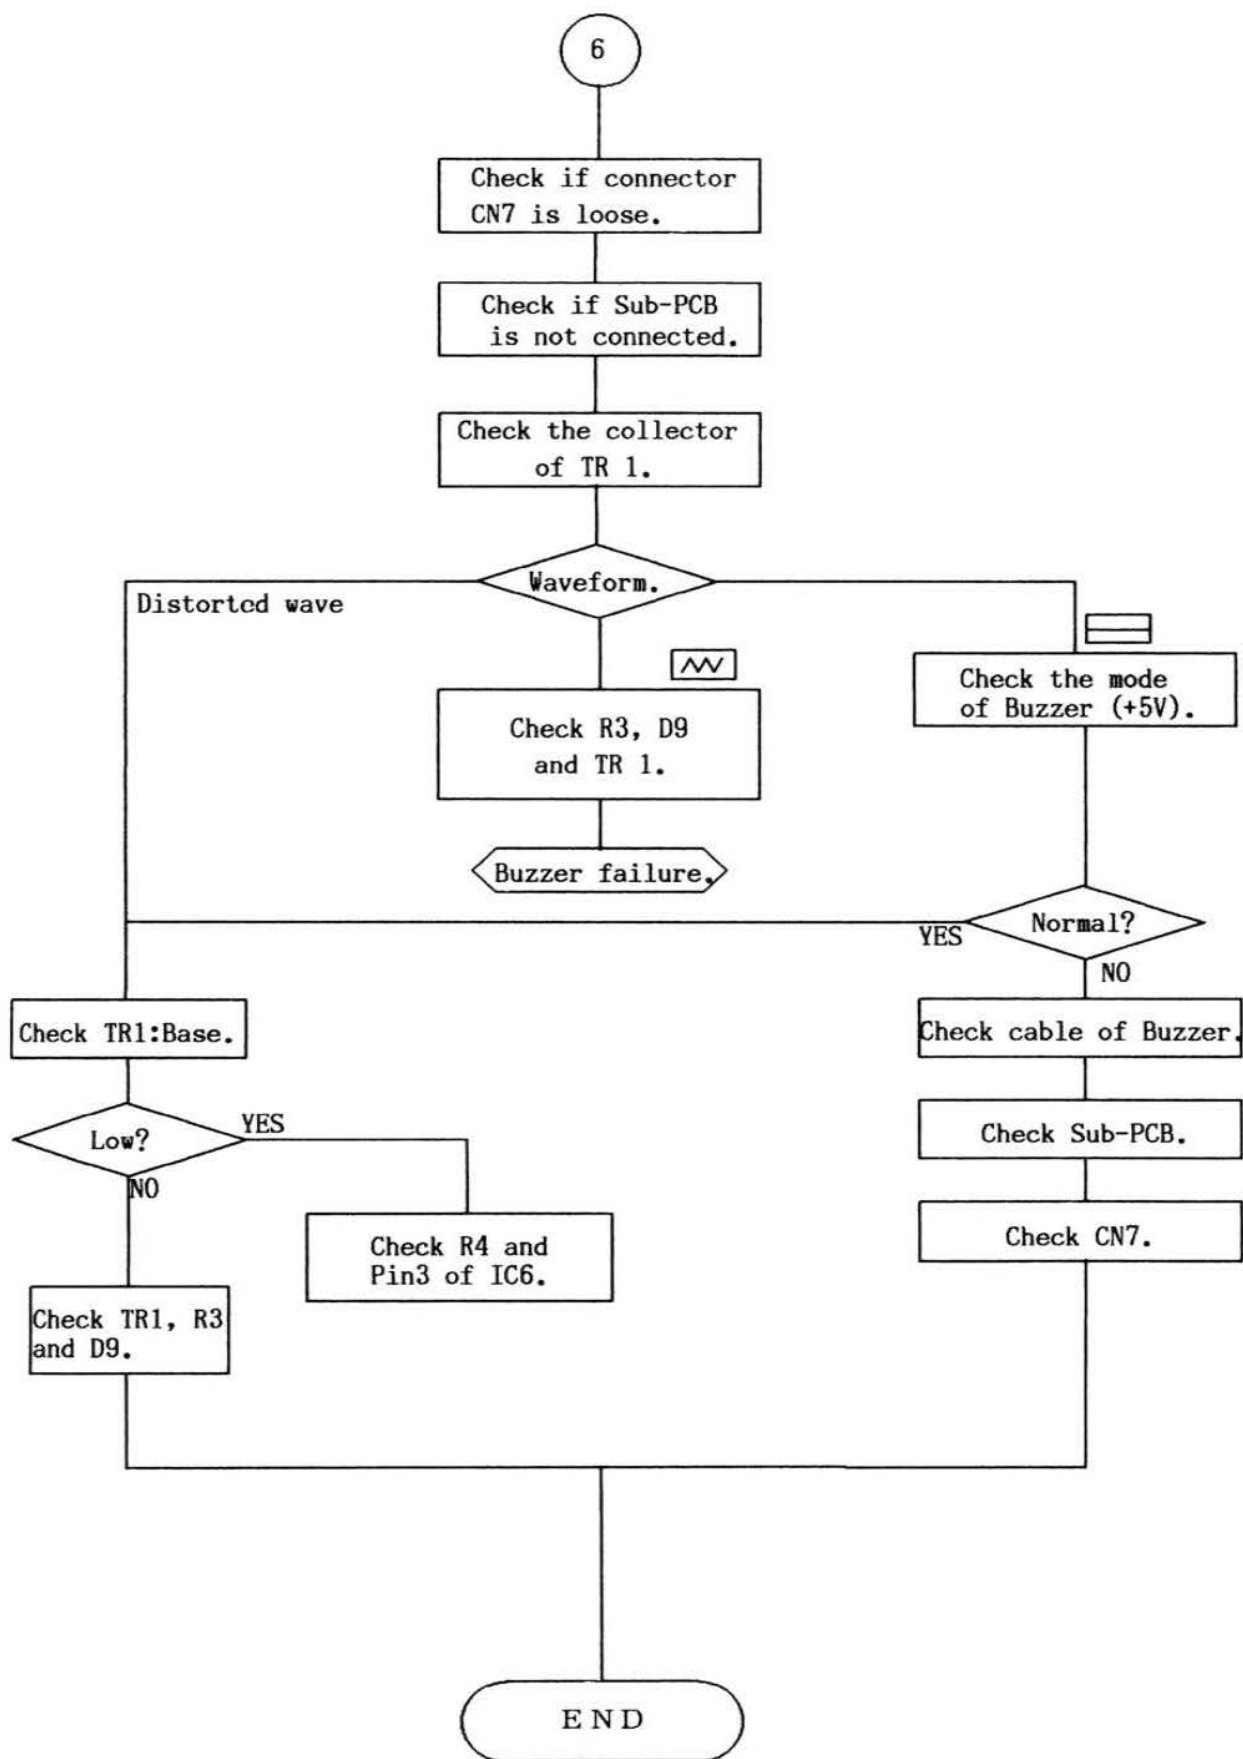 6
Check if connector
CN7 is loose.
Check if Sub-PCB
is not connected.
Check the collector
of TR 1.
Waveform.
Distorted wave
Check the mode
of Buzzer (+5V).
Check R3, D9
and TR 1.
Buzzer failure.
Normal?
YES
NO
Check TR1:Base.
Check cable of Buzzer.
Low?
YES
NO
Check Sub-PCB.
Check R4 and
Pin3 of IC6.
Check CN7.
Check TR1, R3
and D9.
END